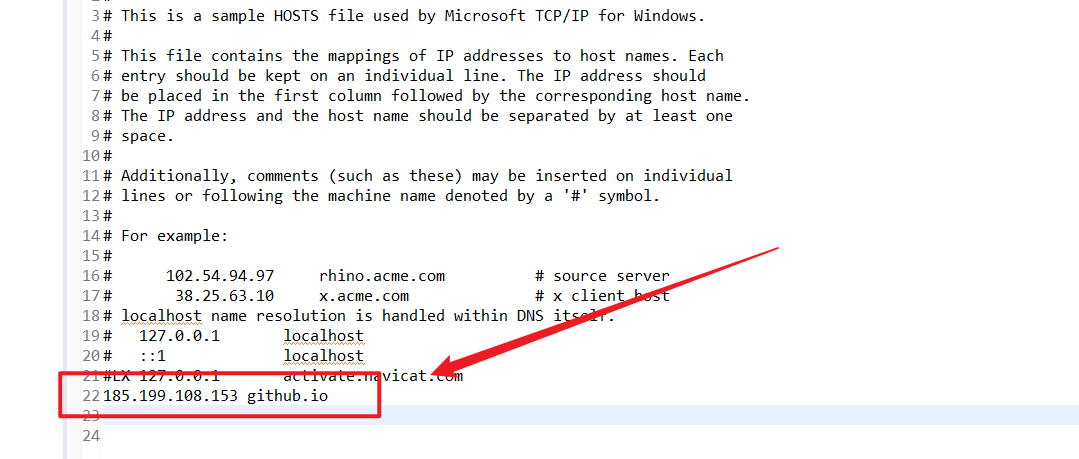 3# This is a sample HOSTS file used by Microsoft TCP/IP for Windows.
4#
5# This file contains the mappings of IP addresses to host names. Each
6# entry should be kept on an individual line. The IP address should
7# be placed in the first column followed by the corresponding host name.
8# The IP address and the host name should be separated by at least one
9# space.
10#
11# Additionally, comments (such as these) may be inserted on individual
12# lines or following the machine name denoted by a '#' symbol.
13#
14# For example:
15#
16#      102.54.94.97     rhino.acme.com          # source server
17#       38.25.63.10     x.acme.com              # x client host
18# localhost name resolution is handled within DNS itself.
19#   127.0.0.1       localhost
20#   ::1             localhost
21#LX 127.0.0.1       activate.navicat.com
22185.199.108.153 github.io
23
24